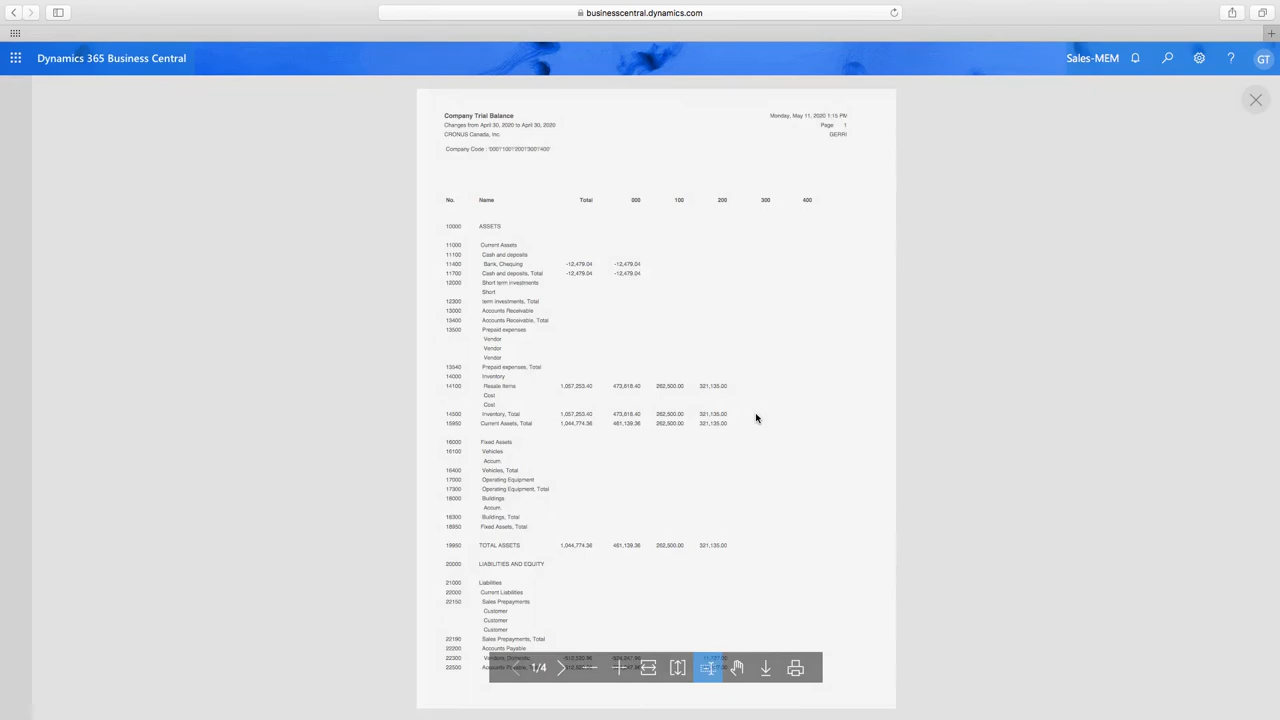 businesscentral.dynamics.com
Dynamics 365 Business Central
Sales-MEM
?
GT
Company Trial Balance
Monday, May 11, 2020 1:15 PM
Changes from April 30, 2020 to April 30, 2020
Page 1
CRONUS Canada, Inc.
GERRI
Company Code : '000'|'100'|'200'|'300'|'400'
No. Name Total 000 100 200 300 400
10000 ASSETS
11000 Current Assets
11100 Cash and deposits
11400 Bank, Chequing -12,479.04 -12,479.04
11700 Cash and deposits, Total -12,479.04 -12,479.04
12000 Short term investments
Short
12300 term investments, Total
13000 Accounts Receivable
13400 Accounts Receivable, Total
13500 Prepaid expenses
Vendor
Vendor
Vendor
13540 Prepaid expenses, Total
14000 Inventory
14100 Resale Items 1,057,253.40 473,618.40 262,500.00 321,135.00
Cost
Cost
14500 Inventory, Total 1,057,253.40 473,618.40 262,500.00 321,135.00
15950 Current Assets, Total 1,044,774.36 461,139.36 262,500.00 321,135.00
16000 Fixed Assets
16100 Vehicles
Accum.
16400 Vehicles, Total
17000 Operating Equipment
17300 Operating Equipment, Total
18000 Buildings
Accum.
18300 Buildings, Total
18950 Fixed Assets, Total
19950 TOTAL ASSETS 1,044,774.36 461,139.36 262,500.00 321,135.00
20000 LIABILITIES AND EQUITY
21000 Liabilities
22000 Current Liabilities
22150 Sales Prepayments
Customer
Customer
Customer
22190 Sales Prepayments, Total
22200 Accounts Payable
22300 Vendors,
22500 Accounts
1/4